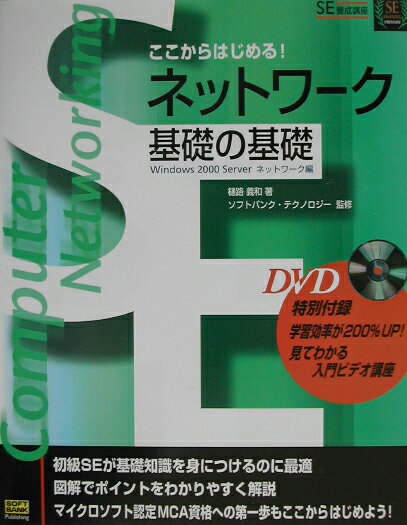 SE養成講座
SE
TRAINING
PREMIUM
ここからはじめる!
ネットワーク
基礎の基礎
Windows 2000 Server ネットワーク編
樋路 義和 著
ソフトバンク・テクノロジー 監修
Computer
Networking
SE
DVD
特別付録
学習効率が200%UP!
見てわかる
入門ビデオ講座
初級SEが基礎知識を身につけるのに最適
図解でポイントをわかりやすく解説
マイクロソフト認定MCA資格への第一歩もここからはじめよう!
SOFT
BANK
Publishing